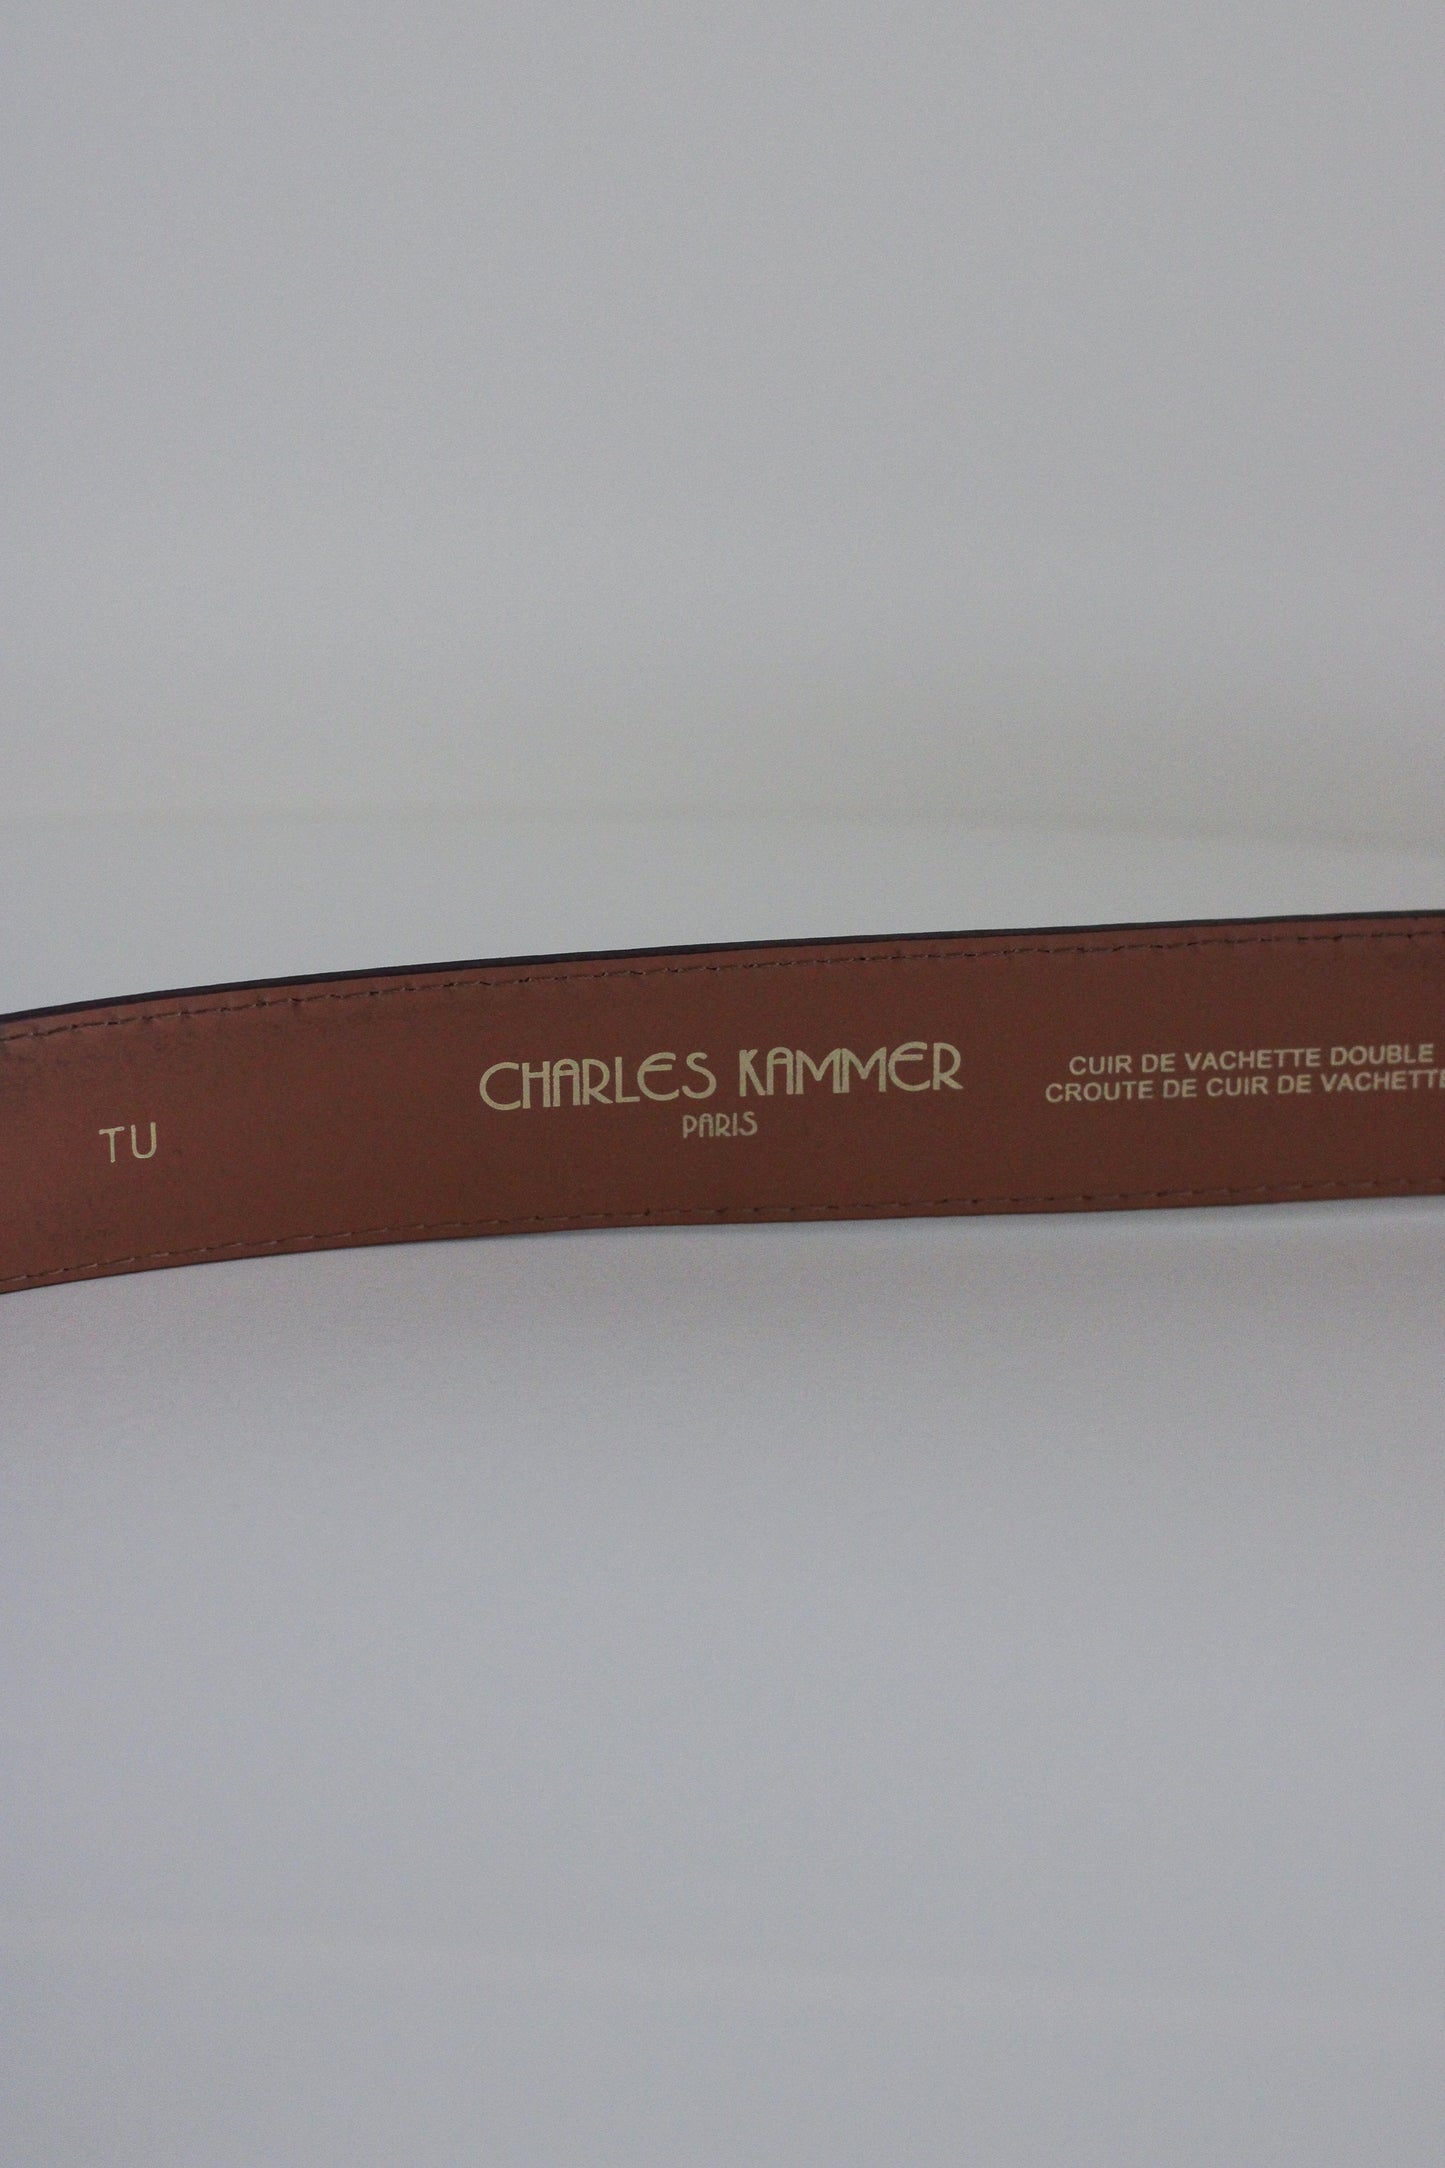 TU
CHARLES KAMMER
PARIS
CUIR DE VACHETTE DOUBLE
CROUTE DE CUIR DE VACHETTE